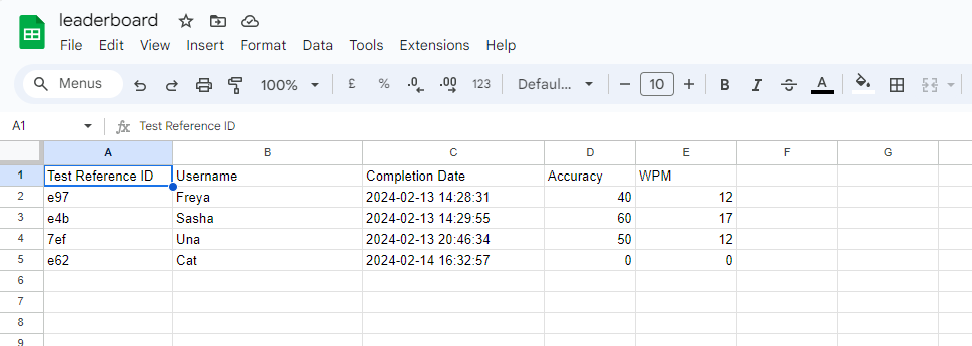 leaderboard
File Edit View Insert Format Data Tools Extensions Help
Menus 100% £ % .0 .00 123 Defaul... − 10 + B I S A
A1 fx Test Reference ID
A B C D E F G
1 Test Reference ID Username Completion Date Accuracy WPM
2 e97 Freya 2024-02-13 14:28:31 40 12
3 e4b Sasha 2024-02-13 14:29:55 60 17
4 7ef Una 2024-02-13 20:46:34 50 12
5 e62 Cat 2024-02-14 16:32:57 0 0
6
7
8
9